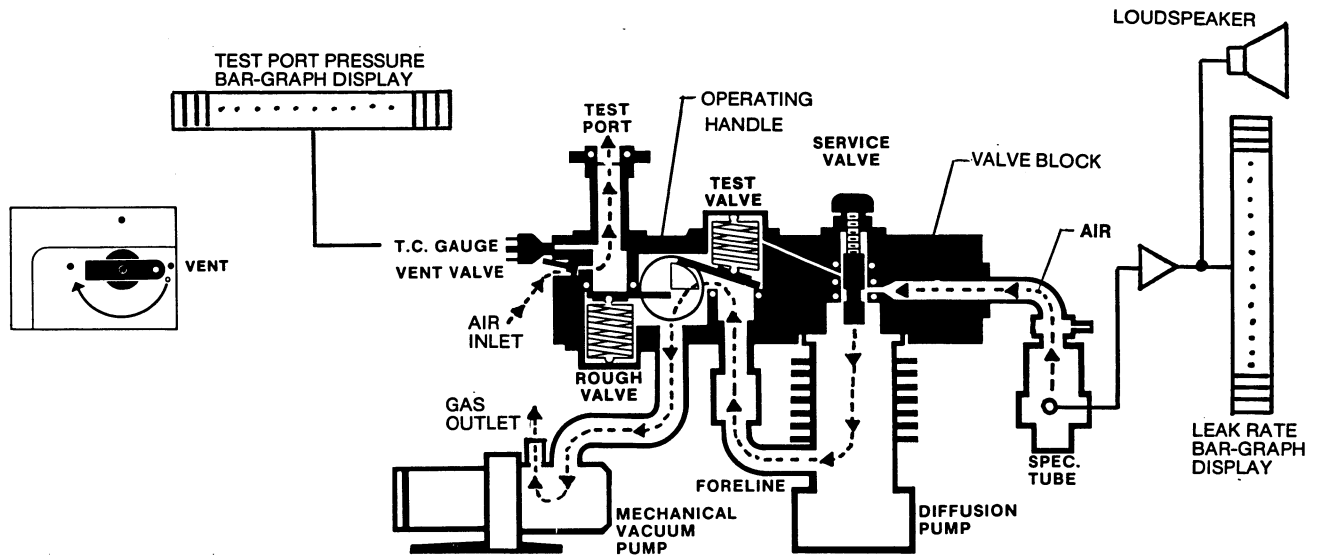 LOUDSPEAKER
TEST PORT PRESSURE
BAR-GRAPH DISPLAY
TEST
PORT
OPERATING
HANDLE
SERVICE
VALVE
VALVE BLOCK
TEST
VALVE
AIR
T.C. GAUGE
VENT VALVE
VENT
AIR
INLET
ROUGH
VALVE
GAS
OUTLET
LEAK RATE
BAR-GRAPH
DISPLAY
SPEC.
TUBE
FORELINE
MECHANICAL
VACUUM
PUMP
DIFFUSION
PUMP